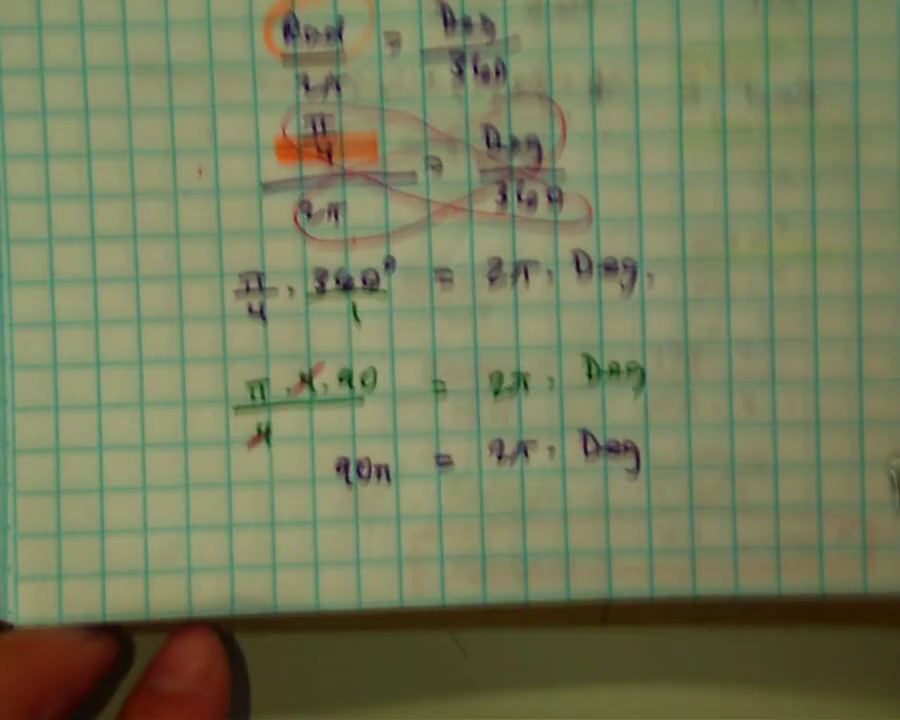 Rad/2π = Deg/360
π/4 / 2π = Deg/360
π/4 · 360°/1 = 2π · Deg.
π · 4 · 90 / 4 = 2π · Deg
90π = 2π · Deg